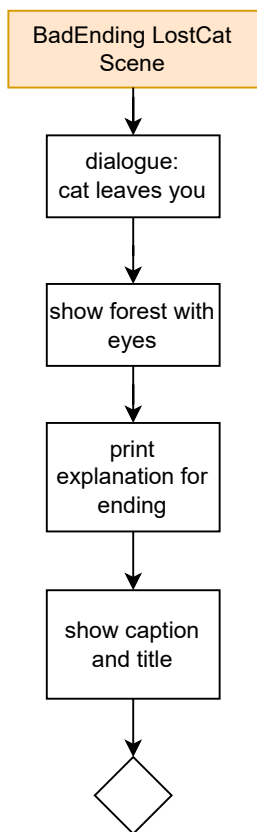 BadEnding LostCat
Scene
dialogue:
cat leaves you
show forest with
eyes
print
explanation for
ending
show caption
and title